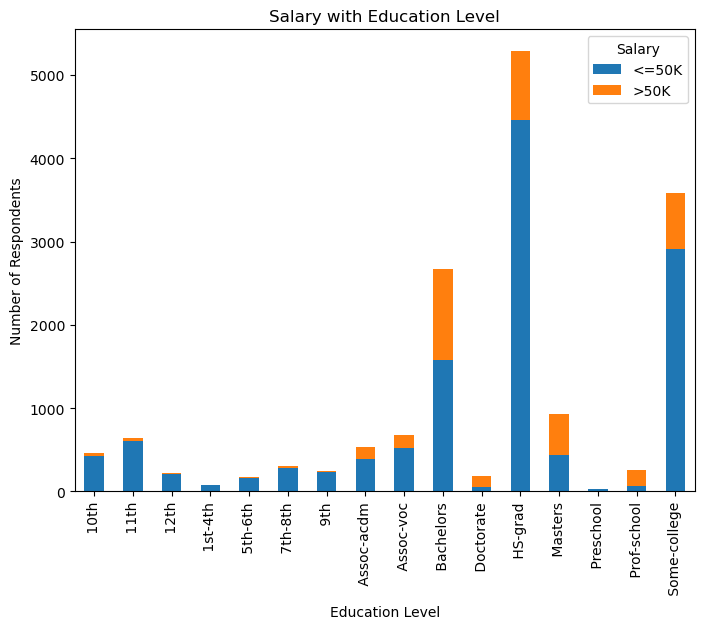 Salary with Education Level
Salary
<=50K
>50K
Number of Respondents
5000
4000
3000
2000
1000
0
10th
11th
12th
1st-4th
5th-6th
7th-8th
9th
Assoc-acdm
Assoc-voc
Bachelors
Doctorate
HS-grad
Masters
Preschool
Prof-school
Some-college
Education Level